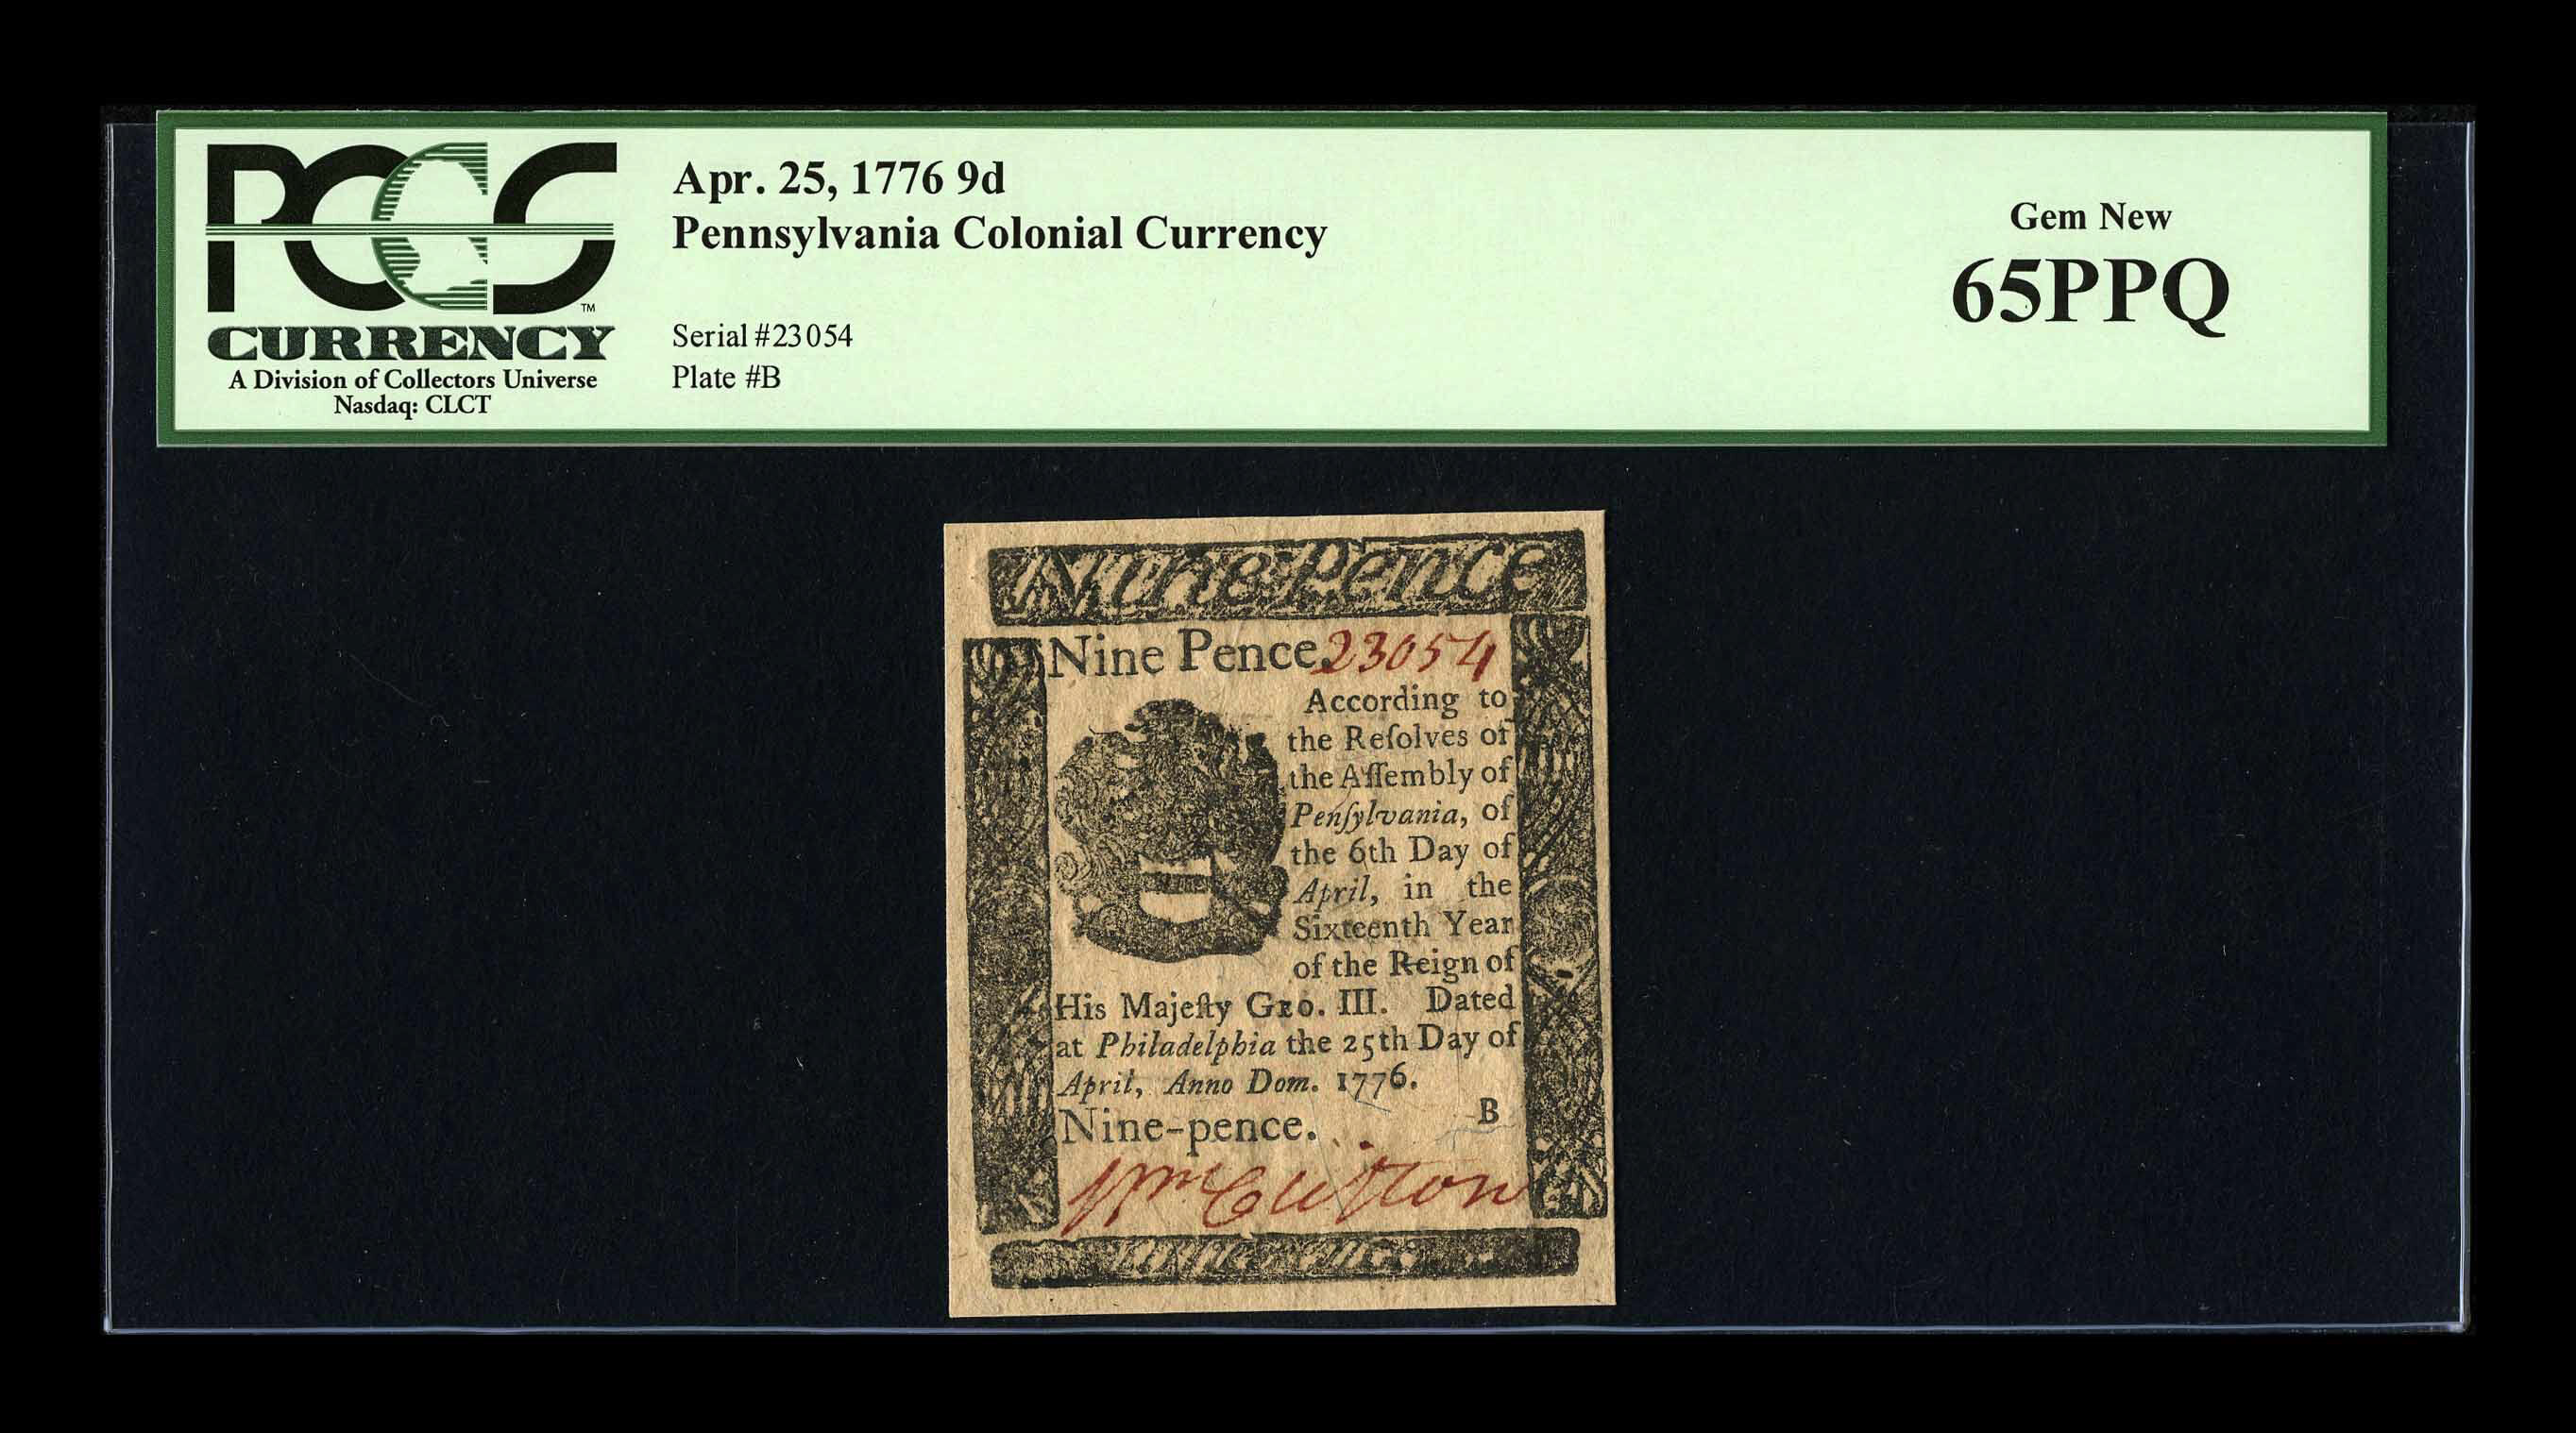 PCGS
™
CURRENCY
A Division of Collectors Universe
Nasdaq: CLCT
Apr. 25, 1776 9d
Pennsylvania Colonial Currency
Serial #23054
Plate #B
Gem New
65PPQ
Nine-Pence
Nine Pence. 23054
According to
the Reſolves of
the Aſſembly of
Penſylvania, of
the 6th Day of
April, in the
Sixteenth Year
of the Reign of
His Majeſty GEO. III. Dated
at Philadelphia the 25th Day of
April, Anno Dom. 1776.
B
Nine-pence.
Wm Clifton